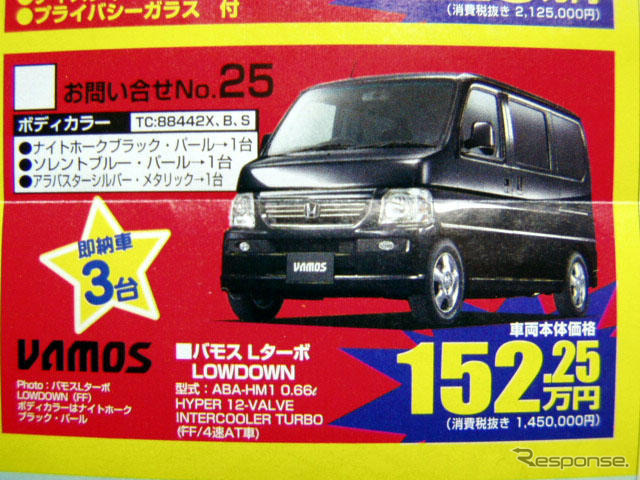 ●プライバシーガラス 付
(消費税抜き 2,125,000円)
お問い合せNo.25
ボディカラー TC:88442X、B、S
●ナイトホークブラック・パール→1台
●ソレントブルー・パール→1台
●アラバスターシルバー・メタリック→1台
即納車
3台
VAMOS
VAMOS
Photo:バモスLターボ
LOWDOWN(FF)
ボディカラーはナイトホーク
ブラック・パール
■バモス Lターボ
LOWDOWN
型式:ABA-HM1 0.66ℓ
HYPER 12-VALVE
INTERCOOLER TURBO
(FF/4速AT車)
車両本体価格
152.25
万円
(消費税抜き 1,450,000円)
Response.